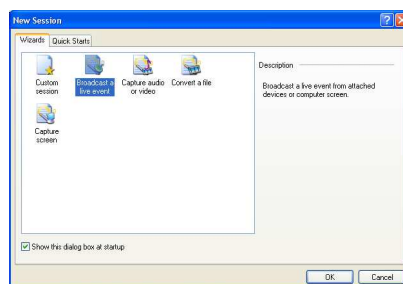 New Session
Wizards Quick Starts
Custom session
Broadcast a live event
Capture audio or video
Convert a file
Capture screen
Description
Broadcast a live event from attached
devices or computer screen.
Show this dialog box at startup
OK Cancel